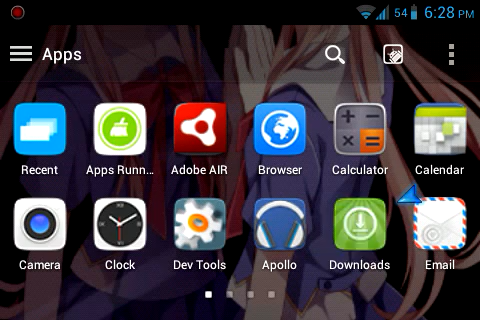 54 6:28 PM
Apps
Recent Apps Runn... Adobe AIR Browser Calculator Calendar
Camera Clock Dev Tools Apollo Downloads Email